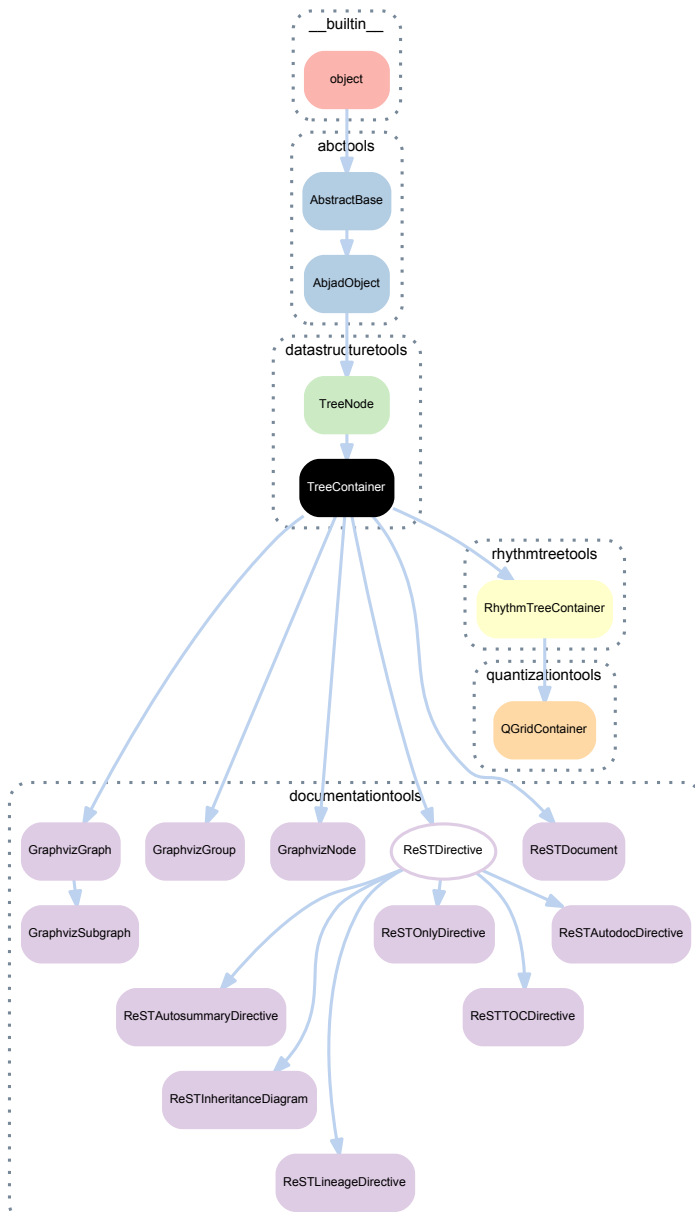 __builtin__
object
abctools
AbstractBase
AbjadObject
datastructuretools
TreeNode
TreeContainer
rhythmtreetools
RhythmTreeContainer
quantizationtools
QGridContainer
documentationtools
GraphvizGraph
GraphvizGroup
GraphvizNode
ReSTDirective
ReSTDocument
GraphvizSubgraph
ReSTOnlyDirective
ReSTAutodocDirective
ReSTAutosummaryDirective
ReSTTOCDirective
ReSTInheritanceDiagram
ReSTLineageDirective